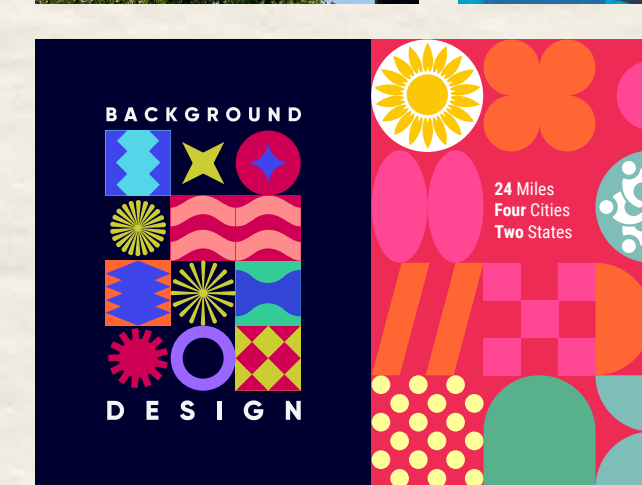 BACKGROUND
DESIGN
24 Miles
Four Cities
Two States